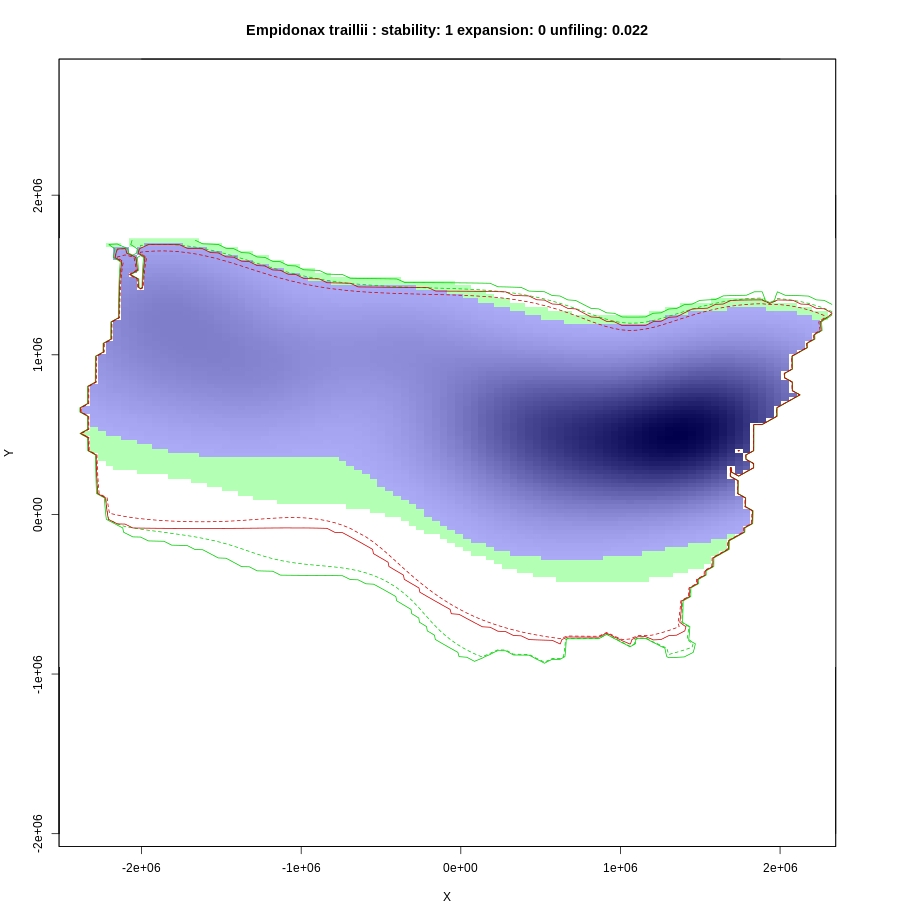 Empidonax traillii : stability: 1 expansion: 0 unfiling: 0.022
2e+06
1e+06
0e+00
-1e+06
-2e+06
Y
-2e+06 -1e+06 0e+00 1e+06 2e+06
X